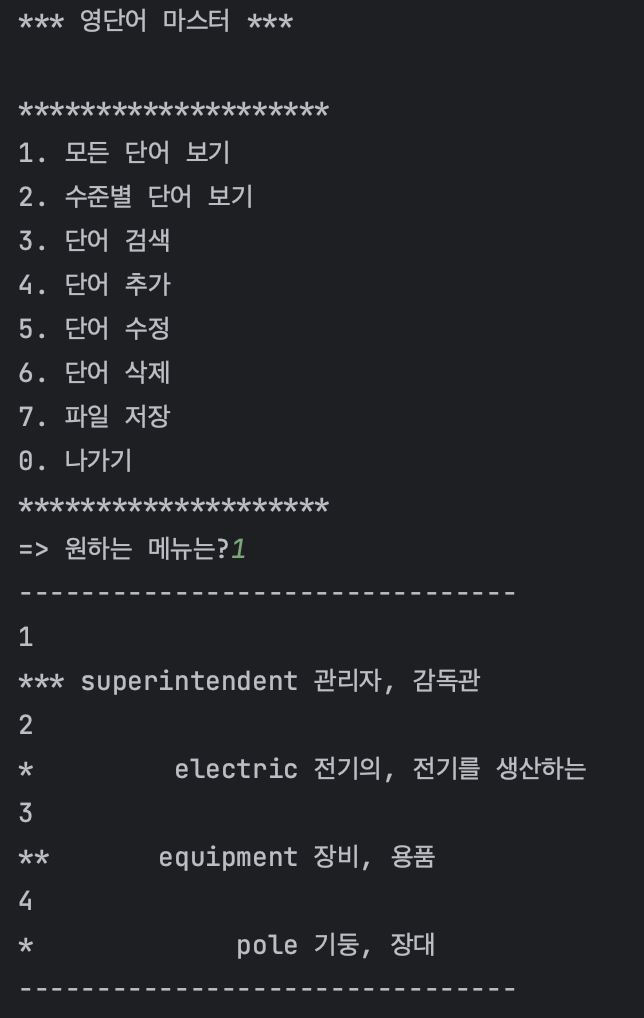 *** 영단어 마스터 ***
********************
1. 모든 단어 보기
2. 수준별 단어 보기
3. 단어 검색
4. 단어 추가
5. 단어 수정
6. 단어 삭제
7. 파일 저장
0. 나가기
********************
=> 원하는 메뉴는?1
--------------------------------
1
*** superintendent 관리자, 감독관
2
*         electric 전기의, 전기를 생산하는
3
**       equipment 장비, 용품
4
*             pole 기둥, 장대
--------------------------------